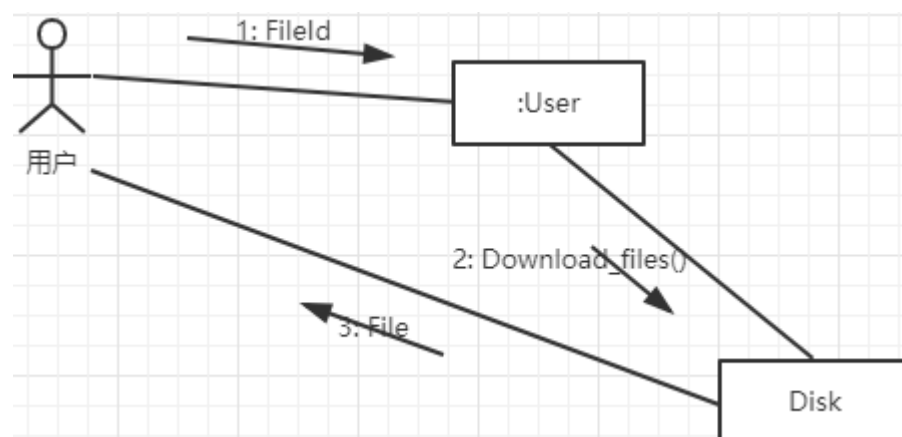 1: FileId
:User
用户
2: Download_files()
3: File
Disk